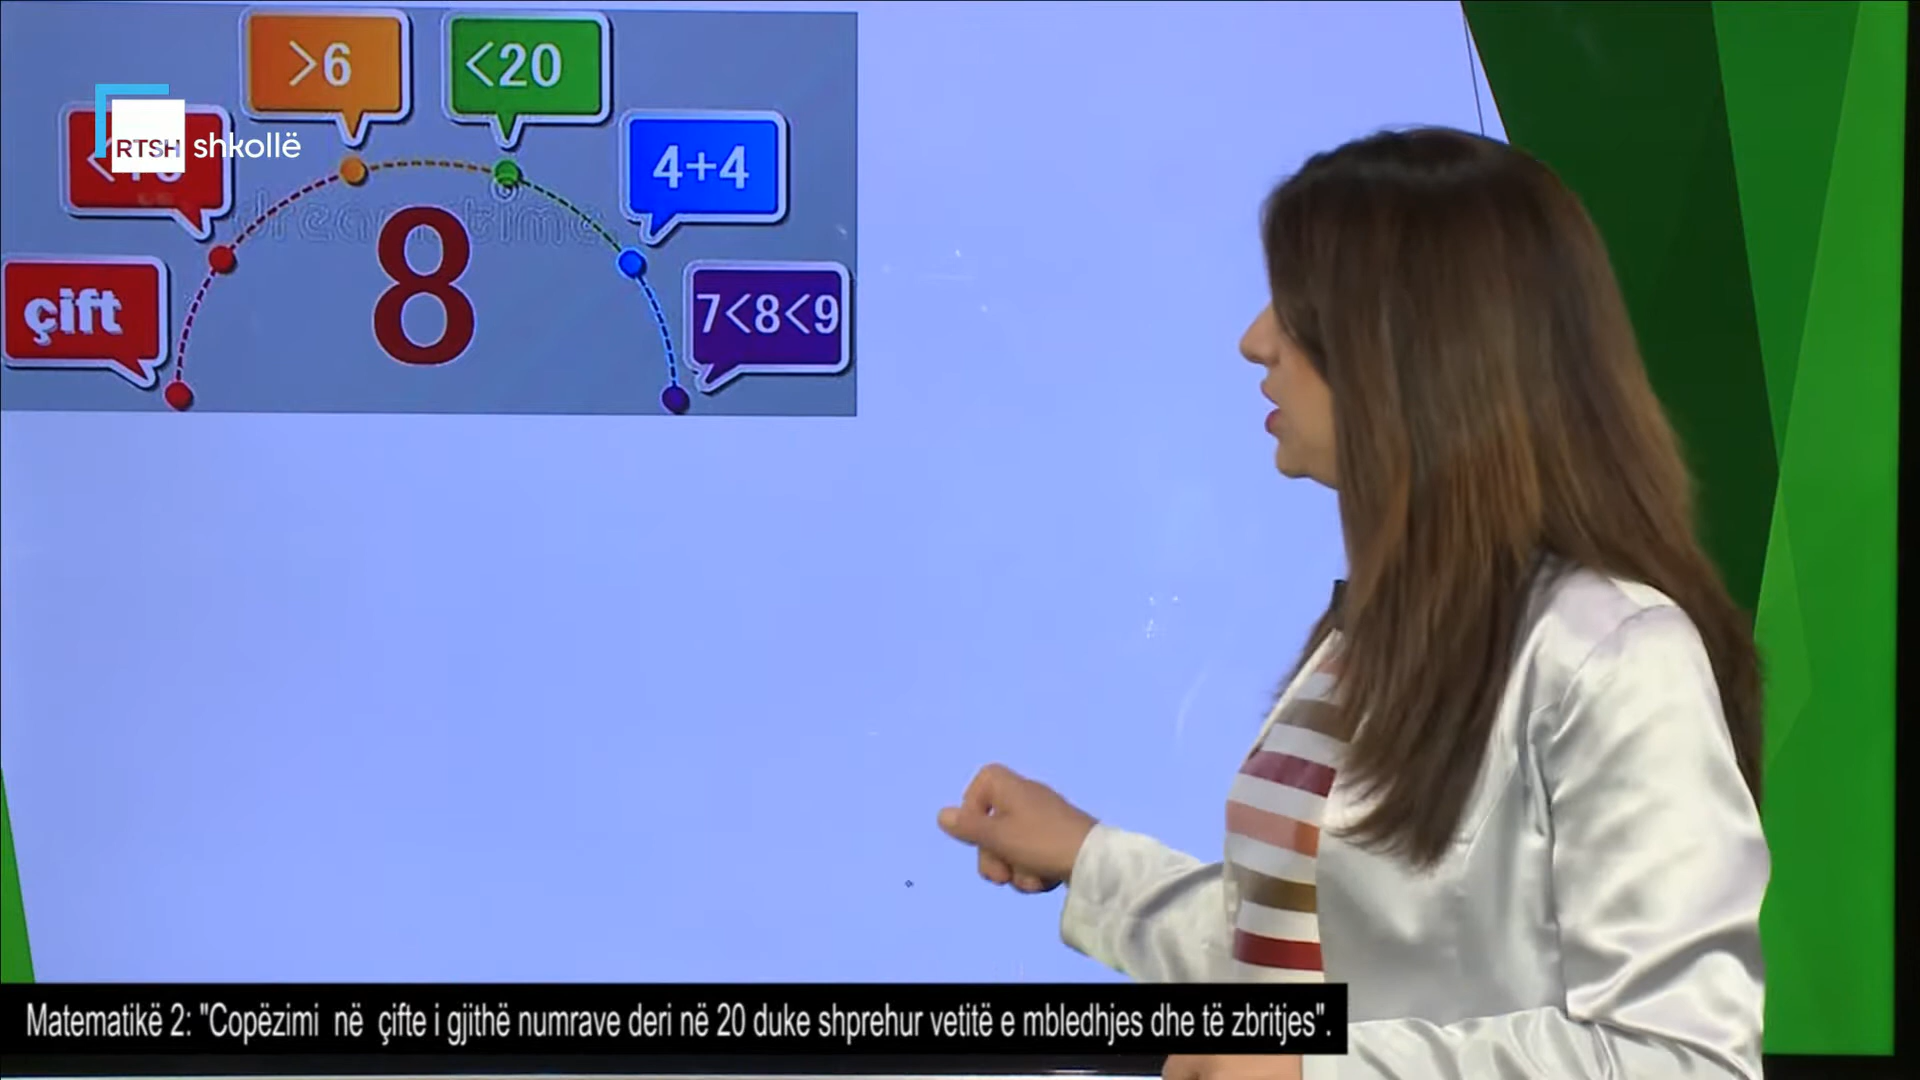 >6
<20
RTSH shkollë
4+4
8
çift
7<8<9
Matematikë 2: "Copëzimi në çifte i gjithë numrave deri në 20 duke shprehur vetitë e mbledhjes dhe të zbritjes".